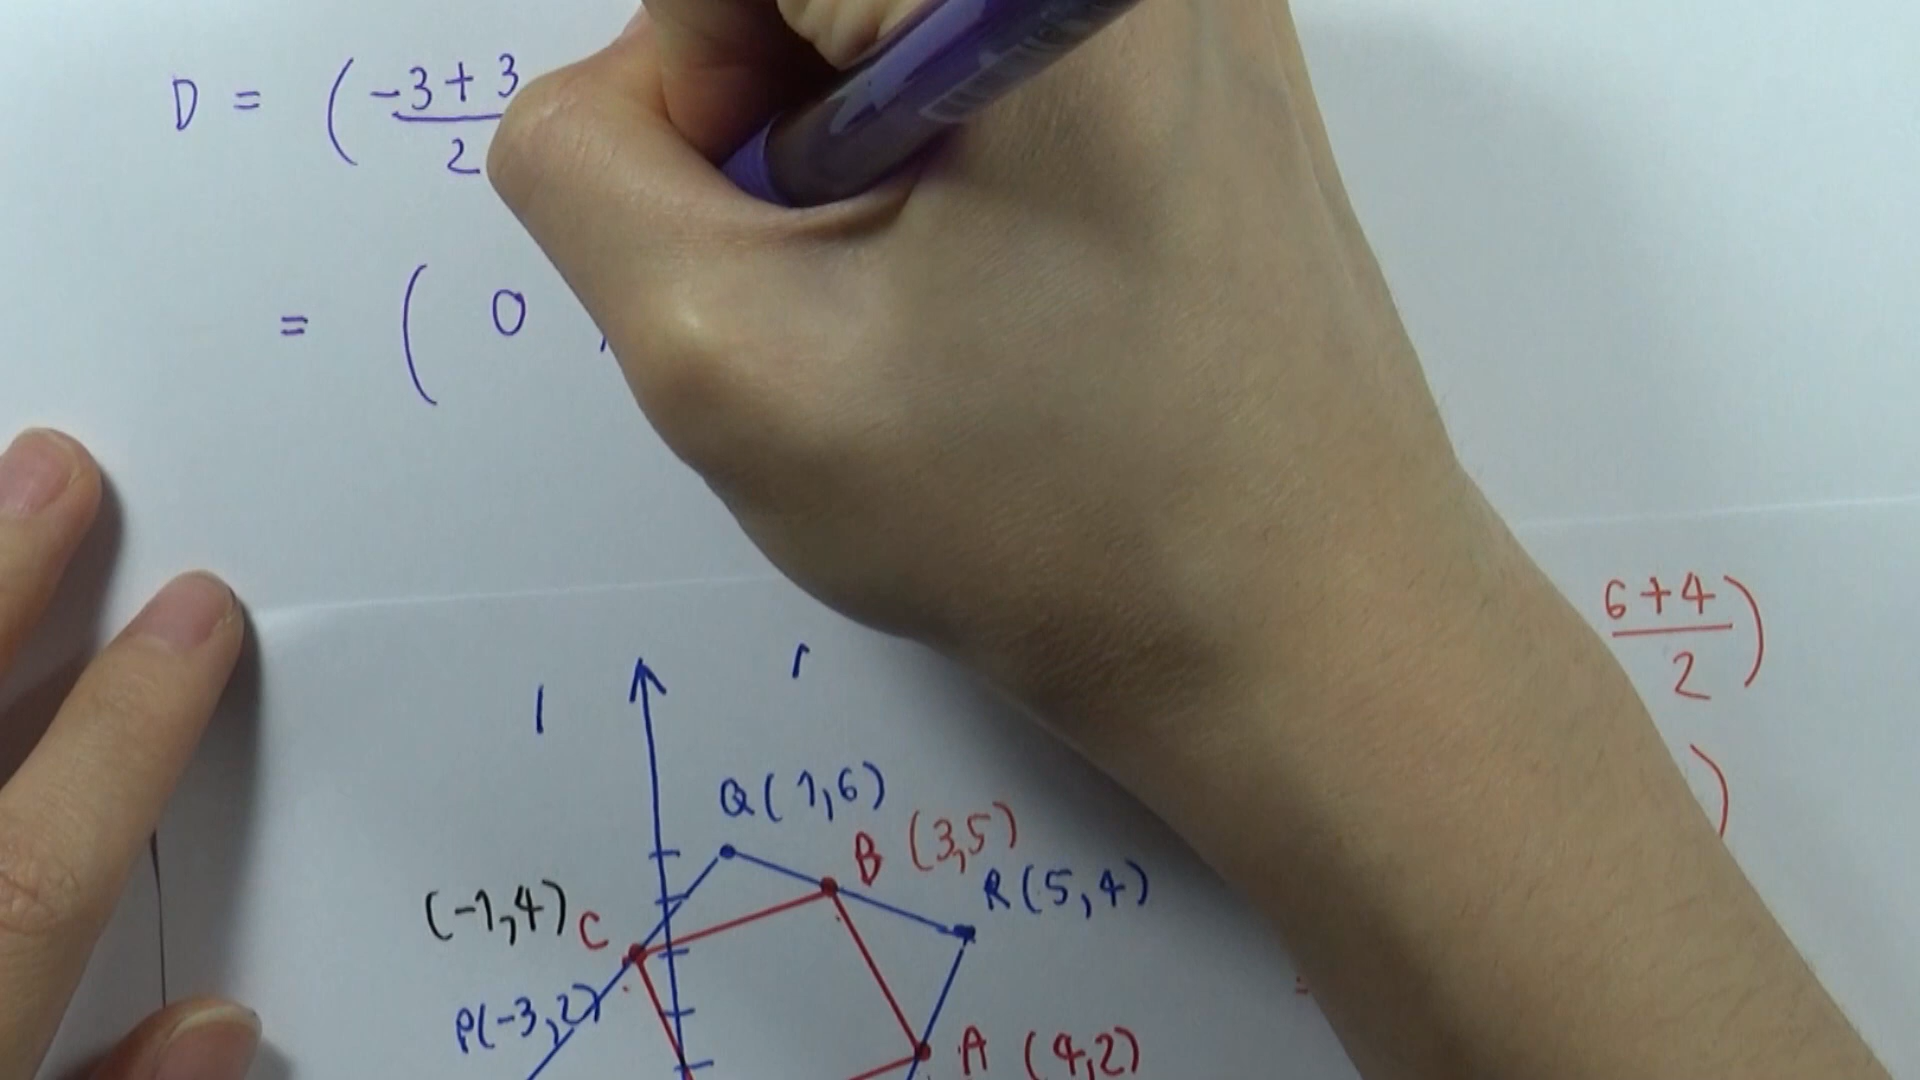 D = ( -3+3 / 2
= ( 0 ,
6+4 / 2 )
)
Q(1,6)
B (3,5)
R(5,4)
(-1,4) C
P(-3,2)
A (4,2)